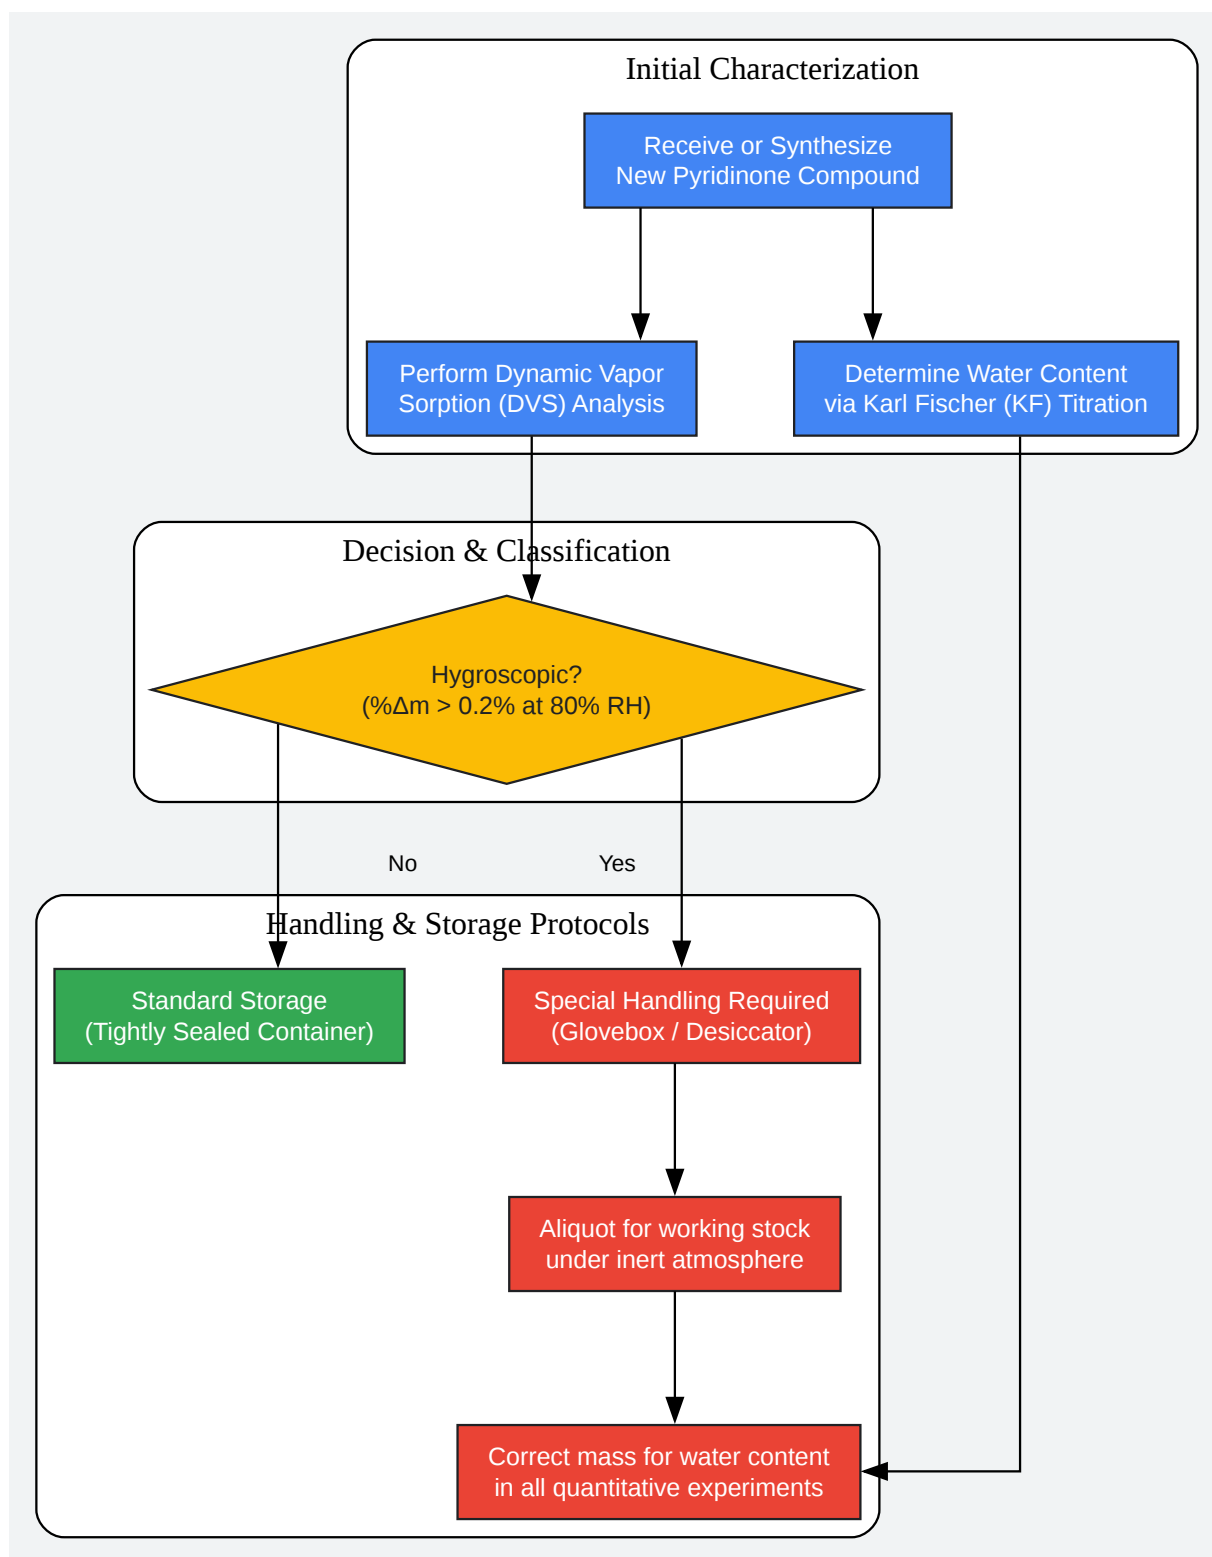 Initial Characterization
Receive or Synthesize
New Pyridinone Compound
Perform Dynamic Vapor
Sorption (DVS) Analysis
Determine Water Content
via Karl Fischer (KF) Titration
Decision & Classification
Hygroscopic?
(%Δm > 0.2% at 80% RH)
No
Yes
Handling & Storage Protocols
Standard Storage
(Tightly Sealed Container)
Special Handling Required
(Glovebox / Desiccator)
Aliquot for working stock
under inert atmosphere
Correct mass for water content
in all quantitative experiments